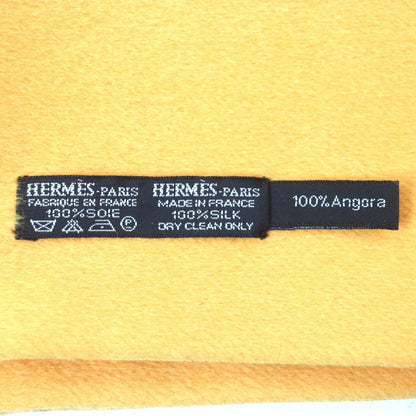 HERMÈS-PARIS
FABRIQUE EN FRANCE
100% SOIE
P
HERMÈS-PARIS
MADE IN FRANCE
100% SILK
DRY CLEAN ONLY
100% Angora